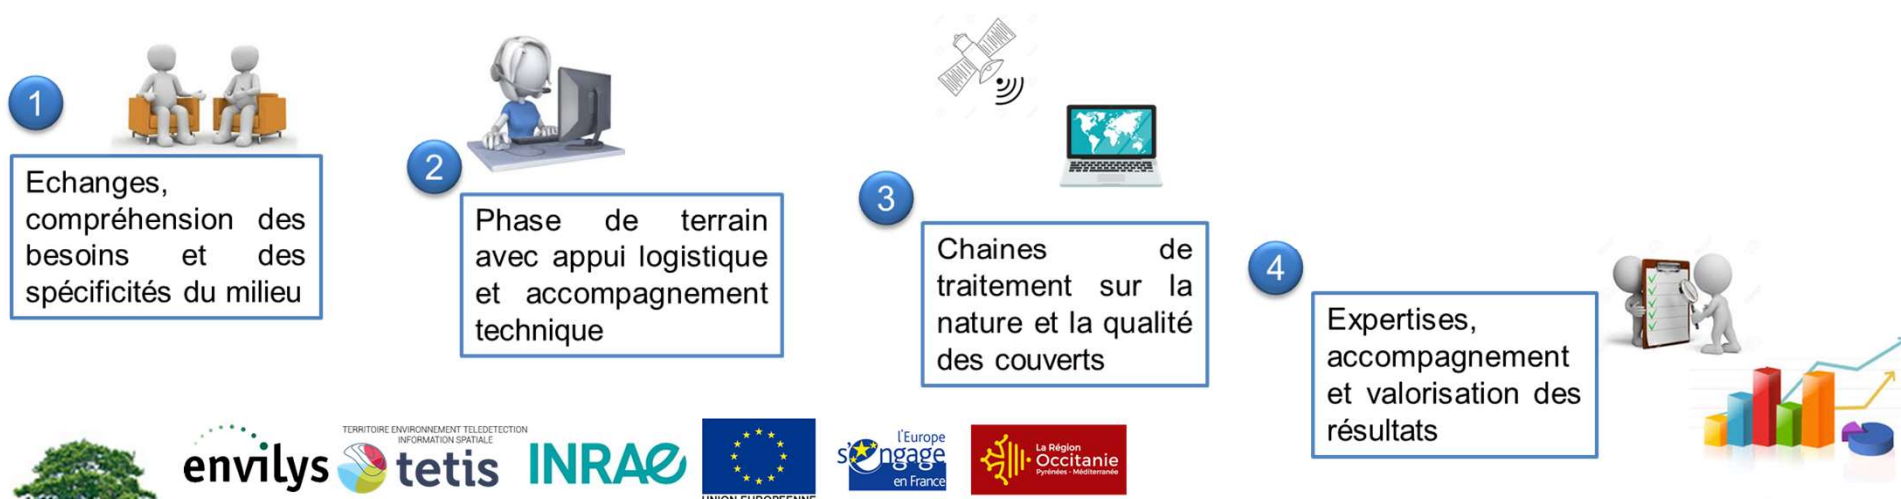 1
Echanges,
compréhension des
besoins et des
spécificités du milieu
2
Phase de terrain
avec appui logistique
et accompagnement
technique
3
Chaines de
traitement sur la
nature et la qualité
des couverts
4
Expertises,
accompagnement
et valorisation des
résultats
envilys
TERRITOIRE ENVIRONNEMENT TELEDETECTION
INFORMATION SPATIALE
tetis
INRAE
UNION EUROPEENNE
l'Europe
s'engage
en France
La Région
Occitanie
Pyrénées - Méditerranée